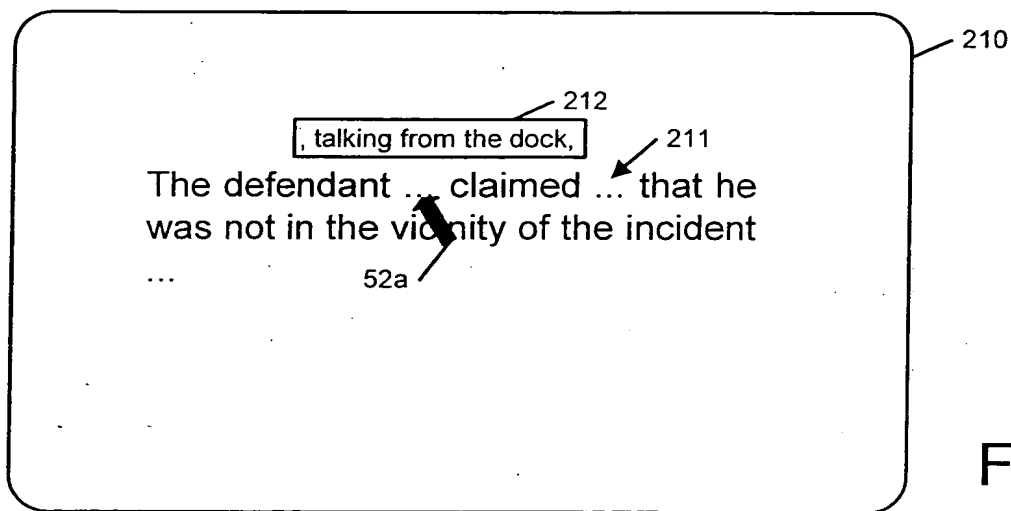 210
212
, talking from the dock,
211
The defendant ... claimed ... that he
was not in the vicinity of the incident
...
52a
F